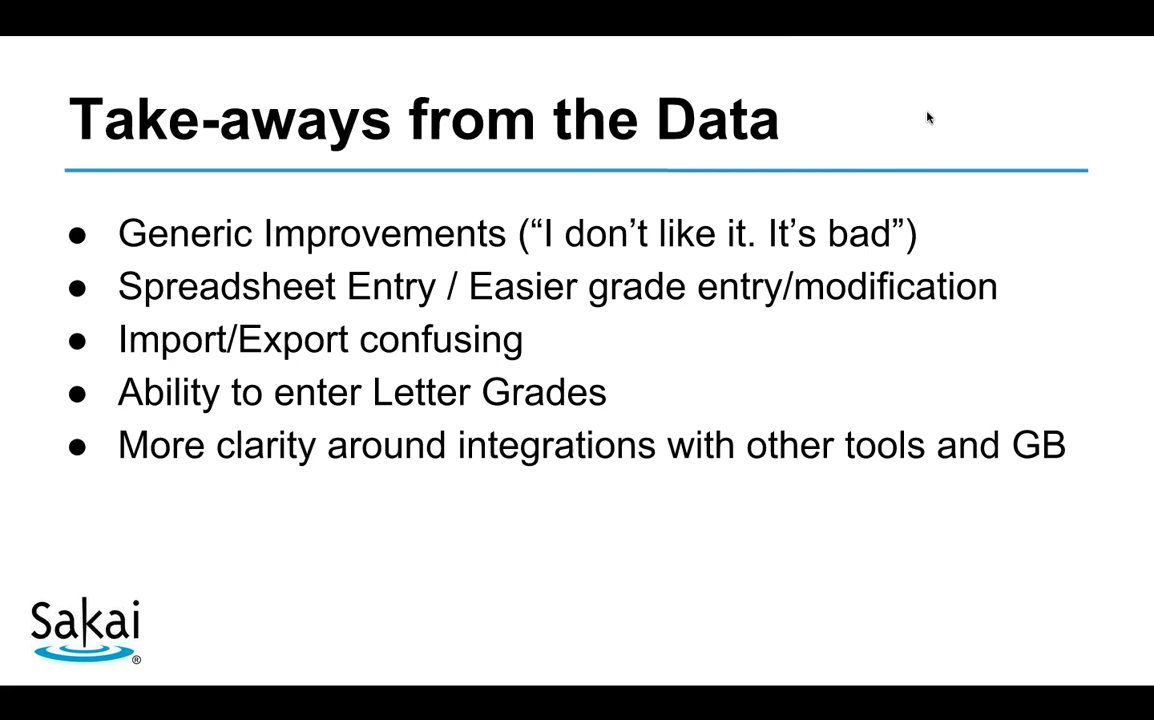 Take-aways from the Data
● Generic Improvements (“I don’t like it. It’s bad”)
● Spreadsheet Entry / Easier grade entry/modification
● Import/Export confusing
● Ability to enter Letter Grades
● More clarity around integrations with other tools and GB
Sakai
®